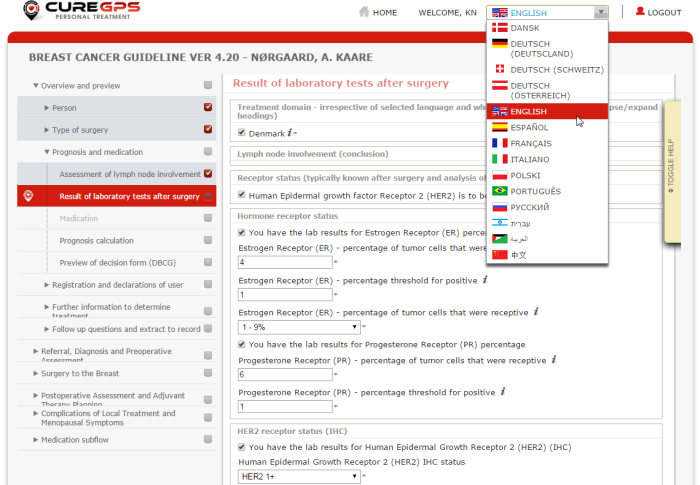 CUREGPS
PERSONAL TREATMENT
HOME
WELCOME, KN
ENGLISH
LOGOUT
DANSK
DEUTSCH
(DEUTSCLAND)
DEUTSCH (SCHWEITZ)
DEUTSCH
(ÖSTERREICH)
ENGLISH
ESPAÑOL
FRANÇAIS
ITALIANO
POLSKI
PORTUGUÊS
РУССКИЙ
עברית
العربية
中文
BREAST CANCER GUIDELINE VER 4.20 - NØRGAARD, A. KAARE
Overview and preview
Person
Type of surgery
Prognosis and medication
Assessment of lymph node involvement
Result of laboratory tests after surgery
Medication
Prognosis calculation
Preview of decision form (DBCG)
Registration and declarations of user
Further information to determine
treatment
Follow up questions and extract to record
Referral, Diagnosis and Preoperative
Assessment
Surgery to the Breast
Postoperative Assessment and Adjuvant
Therapy Planning
Complications of Local Treatment and
Menopausal Symptoms
Medication subflow
Result of laboratory tests after surgery
Treatment domain - irrespective of selected language and
headings)
Denmark i*
Lymph node involvement (conclusion)
Receptor status (typically known after surgery and analysis of
Human Epidermal growth factor Receptor 2 (HER2) is to
Hormone receptor status
You have the lab results for Estrogen Receptor (ER)
Estrogen Receptor (ER) - percentage of tumor cells that were
4
*
Estrogen Receptor (ER) - percentage threshold for positive i
1
*
Estrogen Receptor (ER) - percentage of tumor cells that were receptive i
1 - 9%
*
You have the lab results for Progesterone Receptor (PR) percentage
Progesterone Receptor (PR) - percentage of tumor cells that were receptive i
6
*
Progesterone Receptor (PR) - percentage threshold for positive i
1
*
HER2 receptor status (IHC)
You have the lab results for Human Epidermal Growth Receptor 2 (HER2) (IHC)
Human Epidermal Growth Receptor 2 (HER2) IHC status
HER2 1+
*
TOGGLE HELP